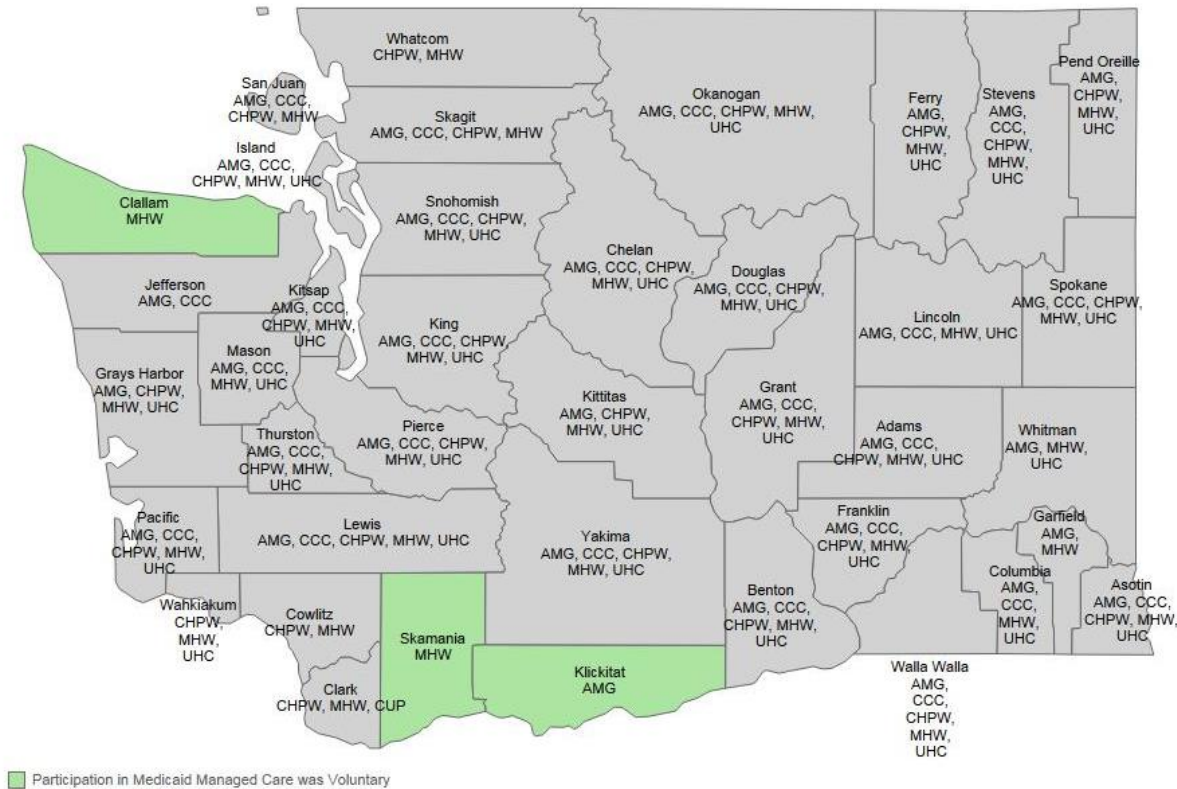 Whatcom
CHPW, MHW
San Juan
AMG, CCC,
CHPW, MHW
Skagit
AMG, CCC, CHPW, MHW
Okanogan
AMG, CCC, CHPW, MHW,
UHC
Ferry
AMG,
CHPW,
MHW,
UHC
Stevens
AMG,
CCC,
CHPW,
MHW,
UHC
Pend Oreille
AMG,
CHPW,
MHW,
UHC
Island
AMG, CCC,
CHPW, MHW, UHC
Clallam
MHW
Snohomish
AMG, CCC, CHPW,
MHW, UHC
Chelan
AMG, CCC, CHPW,
MHW, UHC
Douglas
AMG, CCC, CHPW,
MHW, UHC
Jefferson
AMG, CCC
Kitsap
AMG, CCC,
CHPW, MHW,
UHC
King
AMG, CCC, CHPW,
MHW, UHC
Lincoln
AMG, CCC, MHW, UHC
Spokane
AMG, CCC, CHPW,
MHW, UHC
Mason
AMG, CCC,
MHW, UHC
Grays Harbor
AMG, CHPW,
MHW, UHC
Kittitas
AMG, CHPW,
MHW, UHC
Grant
AMG, CCC,
CHPW, MHW,
UHC
Thurston
AMG, CCC,
CHPW, MHW,
UHC
Pierce
AMG, CCC, CHPW,
MHW, UHC
Adams
AMG, CCC,
CHPW, MHW, UHC
Whitman
AMG, MHW,
UHC
Pacific
AMG, CCC,
CHPW, MHW,
UHC
Lewis
AMG, CCC, CHPW, MHW, UHC
Yakima
AMG, CCC, CHPW,
MHW, UHC
Franklin
AMG, CCC,
CHPW, MHW,
UHC
Garfield
AMG,
MHW
Columbia
AMG,
CCC,
MHW,
UHC
Asotin
AMG, CCC,
CHPW, MHW,
UHC
Benton
AMG, CCC,
CHPW, MHW,
UHC
Wahkiakum
CHPW,
MHW,
UHC
Cowlitz
CHPW, MHW
Skamania
MHW
Klickitat
AMG
Clark
CHPW, MHW, CUP
Walla Walla
AMG,
CCC,
CHPW,
MHW,
UHC
Participation in Medicaid Managed Care was Voluntary